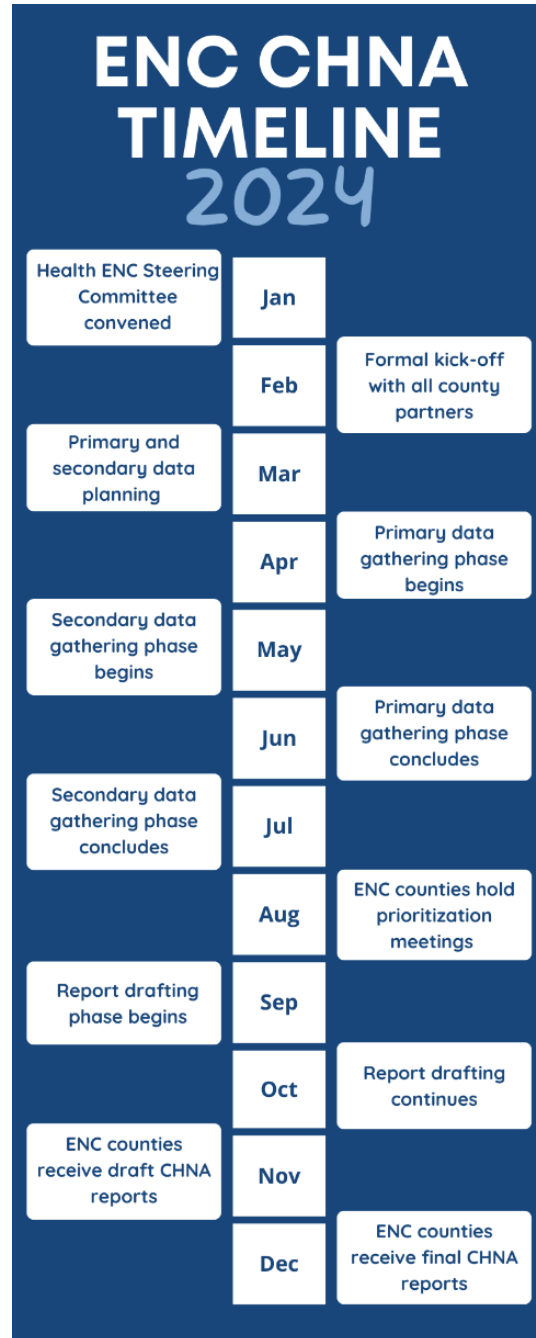 ENC CHNA
TIMELINE
2024
Health ENC Steering
Committee
convened
Jan
Feb
Formal kick-off
with all county
partners
Primary and
secondary data
planning
Mar
Apr
Primary data
gathering phase
begins
Secondary data
gathering phase
begins
May
Jun
Primary data
gathering phase
concludes
Secondary data
gathering phase
concludes
Jul
Aug
ENC counties hold
prioritization
meetings
Report drafting
phase begins
Sep
Oct
Report drafting
continues
ENC counties
receive draft CHNA
reports
Nov
Dec
ENC counties
receive final CHNA
reports